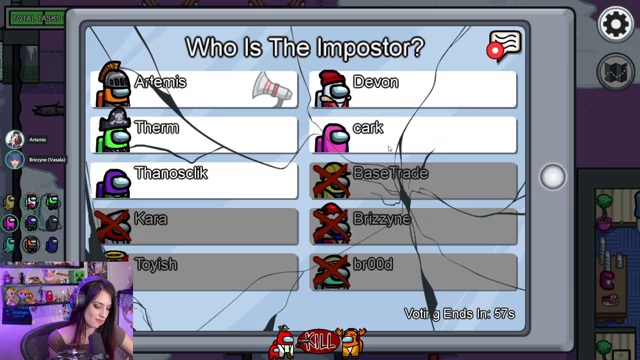 TOTAL TASKS
Who Is The Impostor?
Artemis
Devon
Therm
cark
Thanosclik
BaseTrade
Kara
Brizzyne
Toyish
br00d
Voting Ends In: 57s
Artemis
Brizzyne (Vasala)
KILL